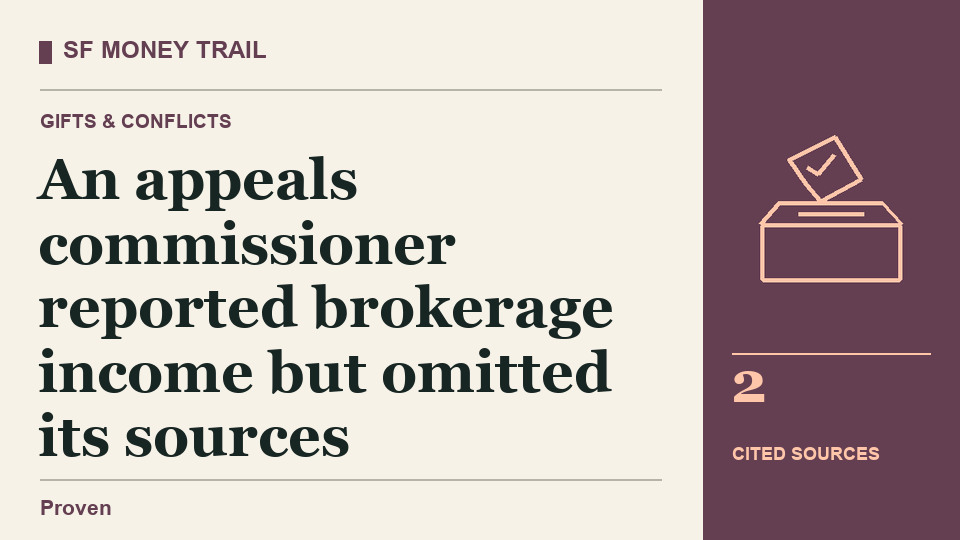 SF MONEY TRAIL
GIFTS & CONFLICTS
An appeals
commissioner
reported brokerage
income but omitted
its sources
Proven
2
CITED SOURCES